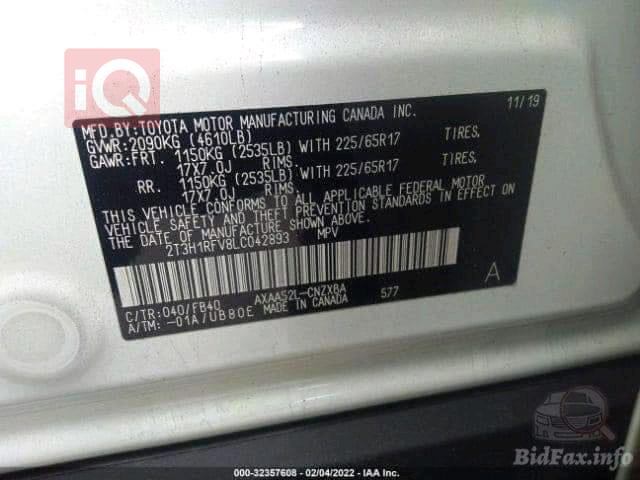 iQ
11/19
MFD.BY:TOYOTA MOTOR MANUFACTURING CANADA INC.
GVWR:2090KG (4610LB)
GAWR:FRT. 1150KG (2535LB) WITH 225/65R17 TIRES.
17X7.0J RIMS.
RR. 1150KG (2535LB) WITH 225/65R17 TIRES.
17X7.0J RIMS.
THIS VEHICLE CONFORMS TO ALL APPLICABLE FEDERAL MOTOR
VEHICLE SAFETY AND THEFT PREVENTION STANDARDS IN EFFECT ON
THE DATE OF MANUFACTURE SHOWN ABOVE.
2T3H1RFV8LC042893 MPV
A
C/TR:040/FB40 AXAA52L-CNZXBA 577
A/TM:-01A/UB80E MADE IN CANADA
BidFax.info
000-32357608 - 02/04/2022 - IAA Inc.